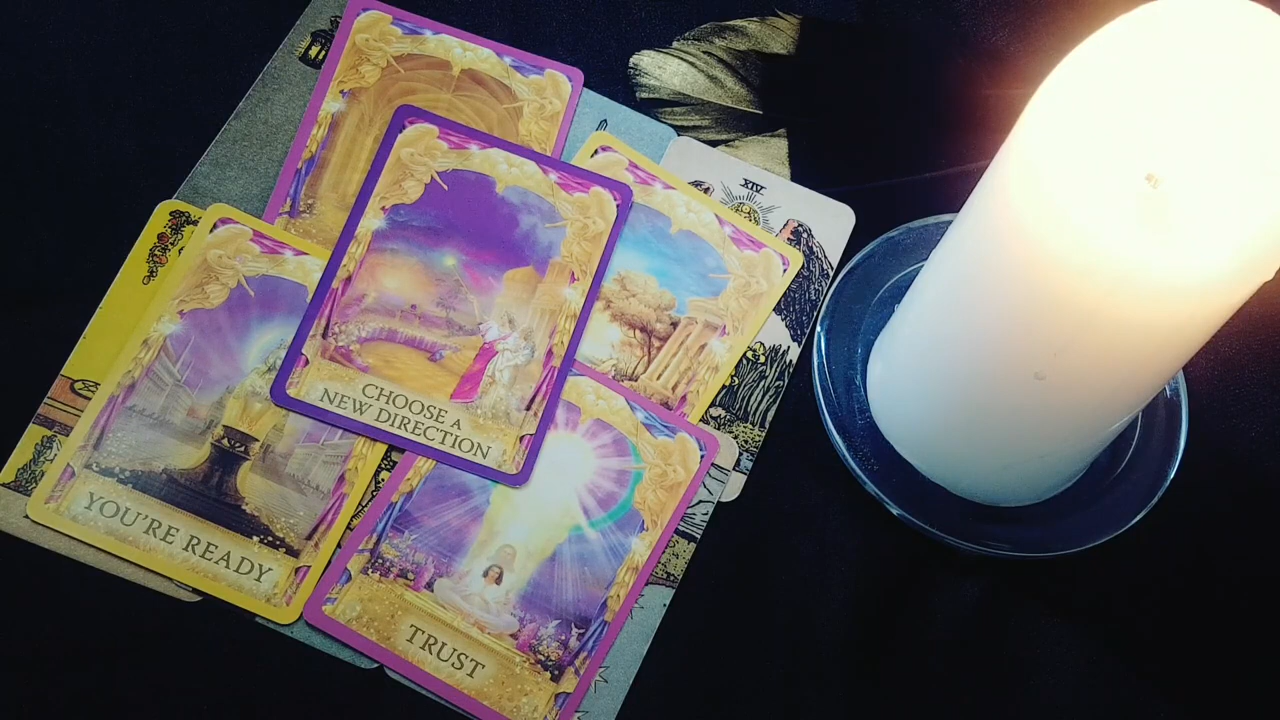 XIV
CHOOSE A
NEW DIRECTION
YOU'RE READY
TRUST